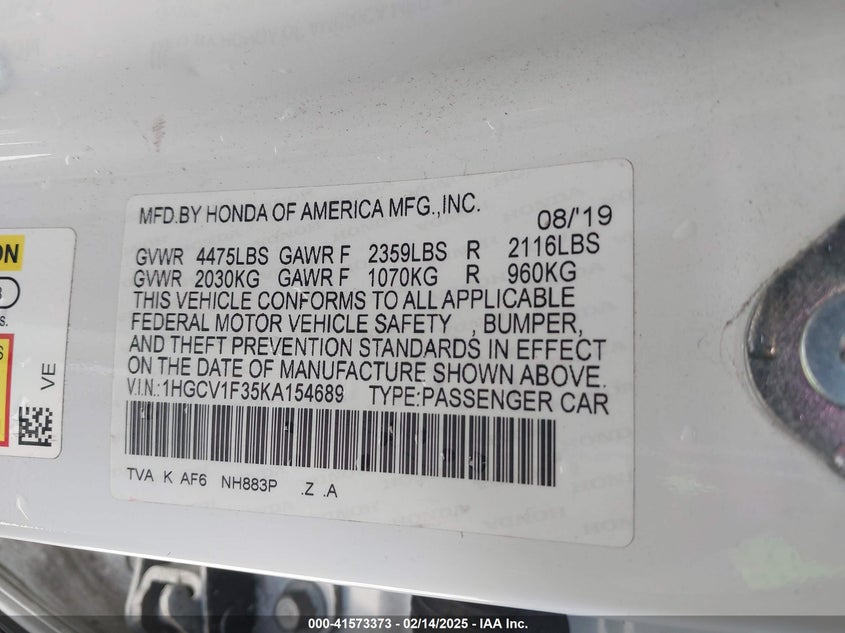 MFD.BY HONDA OF AMERICA MFG.,INC. 08/'19
GVWR 4475LBS GAWR F 2359LBS R 2116LBS
GVWR 2030KG GAWR F 1070KG R 960KG
THIS VEHICLE CONFORMS TO ALL APPLICABLE
FEDERAL MOTOR VEHICLE SAFETY , BUMPER,
AND THEFT PREVENTION STANDARDS IN EFFECT
ON THE DATE OF MANUFACTURE SHOWN ABOVE.
V.I.N.:1HGCV1F35KA154689 TYPE:PASSENGER CAR
TVA K AF6 NH883P .Z .A
VE
000-41573373 - 02/14/2025 - IAA Inc.